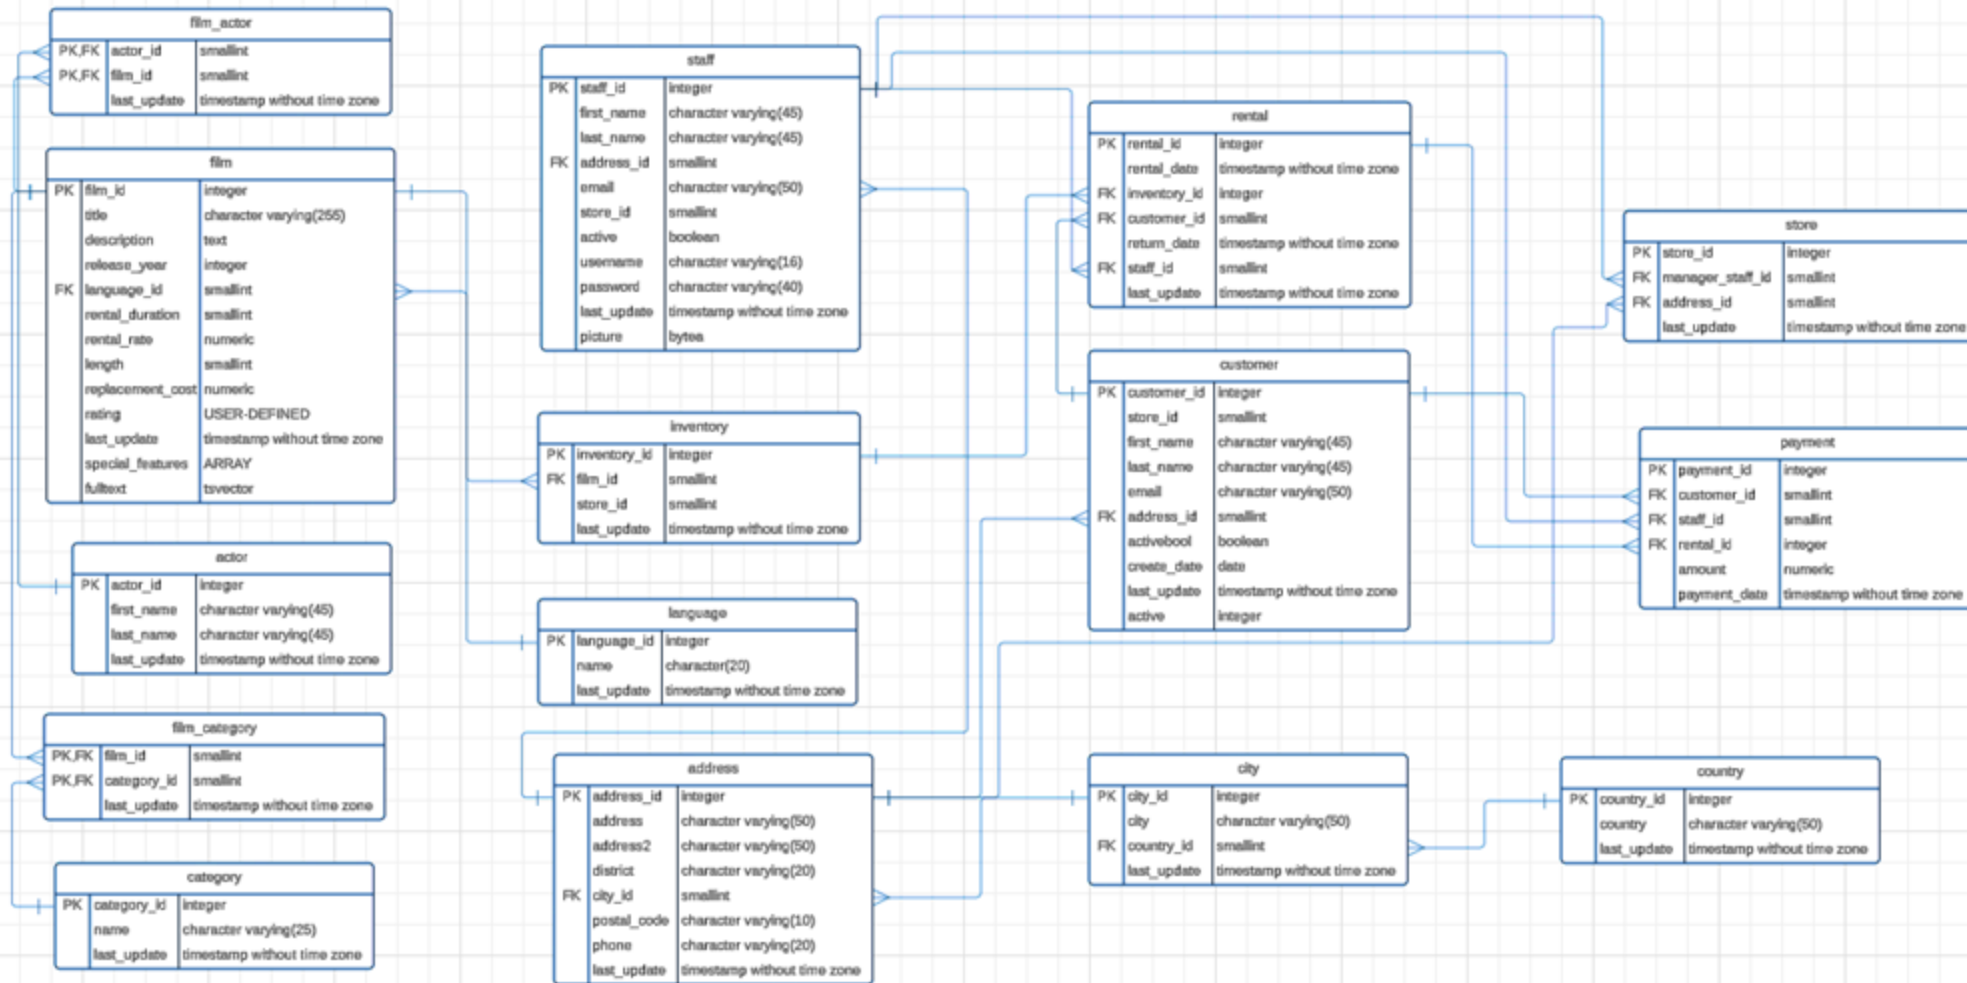 film_actor
PK,FK actor_id smallint
PK,FK film_id smallint
last_update timestamp without time zone
film
PK film_id integer
title character varying(255)
description text
release_year integer
FK language_id smallint
rental_duration smallint
rental_rate numeric
length smallint
replacement_cost numeric
rating USER-DEFINED
last_update timestamp without time zone
special_features ARRAY
fulltext tsvector
actor
PK actor_id integer
first_name character varying(45)
last_name character varying(45)
last_update timestamp without time zone
film_category
PK,FK film_id smallint
PK,FK category_id smallint
last_update timestamp without time zone
category
PK category_id integer
name character varying(25)
last_update timestamp without time zone
staff
PK staff_id integer
first_name character varying(45)
last_name character varying(45)
FK address_id smallint
email character varying(50)
store_id smallint
active boolean
username character varying(16)
password character varying(40)
last_update timestamp without time zone
picture bytea
inventory
PK inventory_id integer
FK film_id smallint
store_id smallint
last_update timestamp without time zone
language
PK language_id integer
name character(20)
last_update timestamp without time zone
address
PK address_id integer
address character varying(50)
address2 character varying(50)
district character varying(20)
FK city_id smallint
postal_code character varying(10)
phone character varying(20)
last_update timestamp without time zone
rental
PK rental_id integer
rental_date timestamp without time zone
FK inventory_id integer
FK customer_id smallint
return_date timestamp without time zone
FK staff_id smallint
last_update timestamp without time zone
customer
PK customer_id integer
store_id smallint
first_name character varying(45)
last_name character varying(45)
email character varying(50)
FK address_id smallint
activebool boolean
create_date date
last_update timestamp without time zone
active integer
city
PK city_id integer
city character varying(50)
FK country_id smallint
last_update timestamp without time zone
store
PK store_id integer
FK manager_staff_id smallint
FK address_id smallint
last_update timestamp without time zone
payment
PK payment_id integer
FK customer_id smallint
FK staff_id smallint
FK rental_id integer
amount numeric
payment_date timestamp without time zone
country
PK country_id integer
country character varying(50)
last_update timestamp without time zone